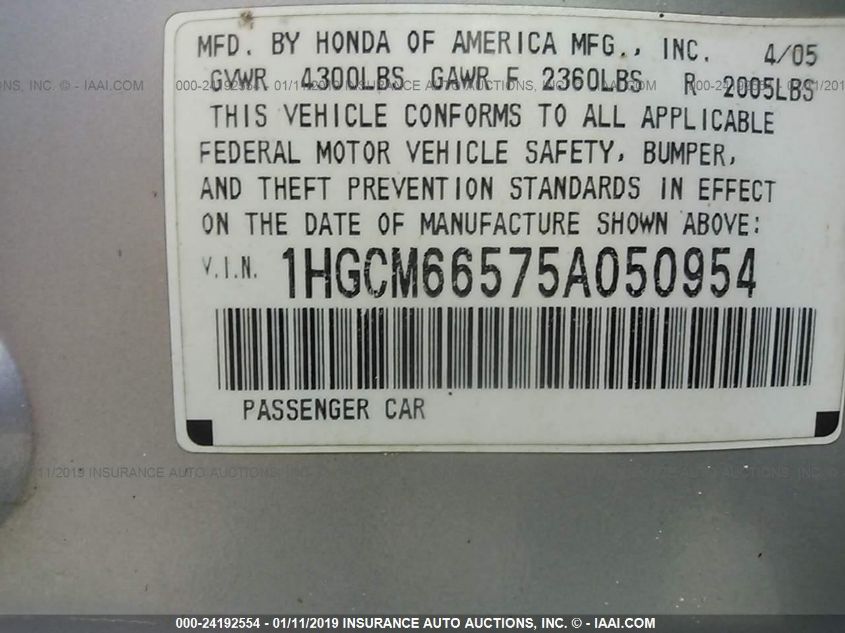 MFD. BY HONDA OF AMERICA MFG., INC. 4/05
GVWR 4300LBS GAWR F 2360LBS R 2005LBS
THIS VEHICLE CONFORMS TO ALL APPLICABLE
FEDERAL MOTOR VEHICLE SAFETY, BUMPER,
AND THEFT PREVENTION STANDARDS IN EFFECT
ON THE DATE OF MANUFACTURE SHOWN ABOVE:
V.I.N. 1HGCM66575A050954
PASSENGER CAR
000-24192554 - 01/11/2019 INSURANCE AUTO AUCTIONS, INC. - IAAI.COM